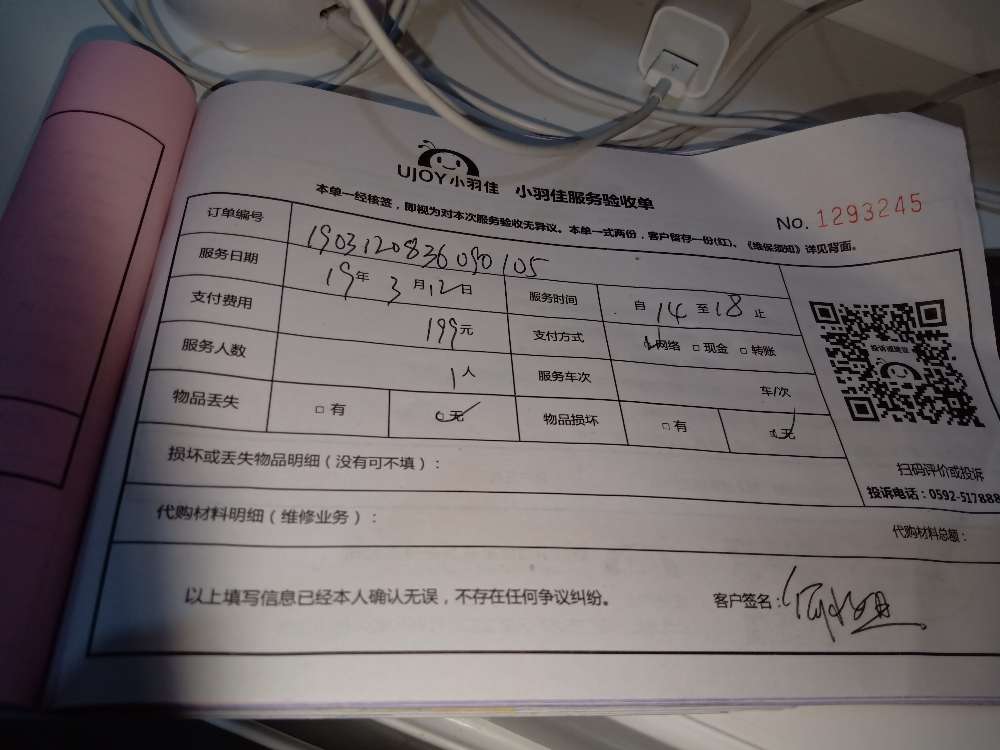 UJOY小羽佳 小羽佳服务验收单
No. 1293245
本单一经核签，即视为对本次服务验收无异议。本单一式两份，客户留存一份(红)、《维保须知》详见背面。
订单编号 190312083609 0105
服务日期 19年 3月12日 服务时间 自 14 至 18 止
支付费用 199元 支付方式 网络 □ 现金 □ 转账
服务人数 1人 服务车次 车/次
物品丢失 □ 有 □ 无 物品损坏 □ 有 □ 无
投诉或建议
扫码评价或投诉
投诉电话：0592-517888
损坏或丢失物品明细（没有可不填）：
代购材料明细（维修业务）：
代购材料总额：
以上填写信息已经本人确认无误，不存在任何争议纠纷。
客户签名：